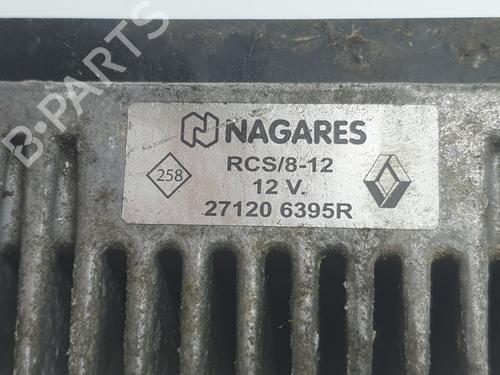 B-PARTS
NAGARES
RCS/8-12
258
12 V.
27120 6395R